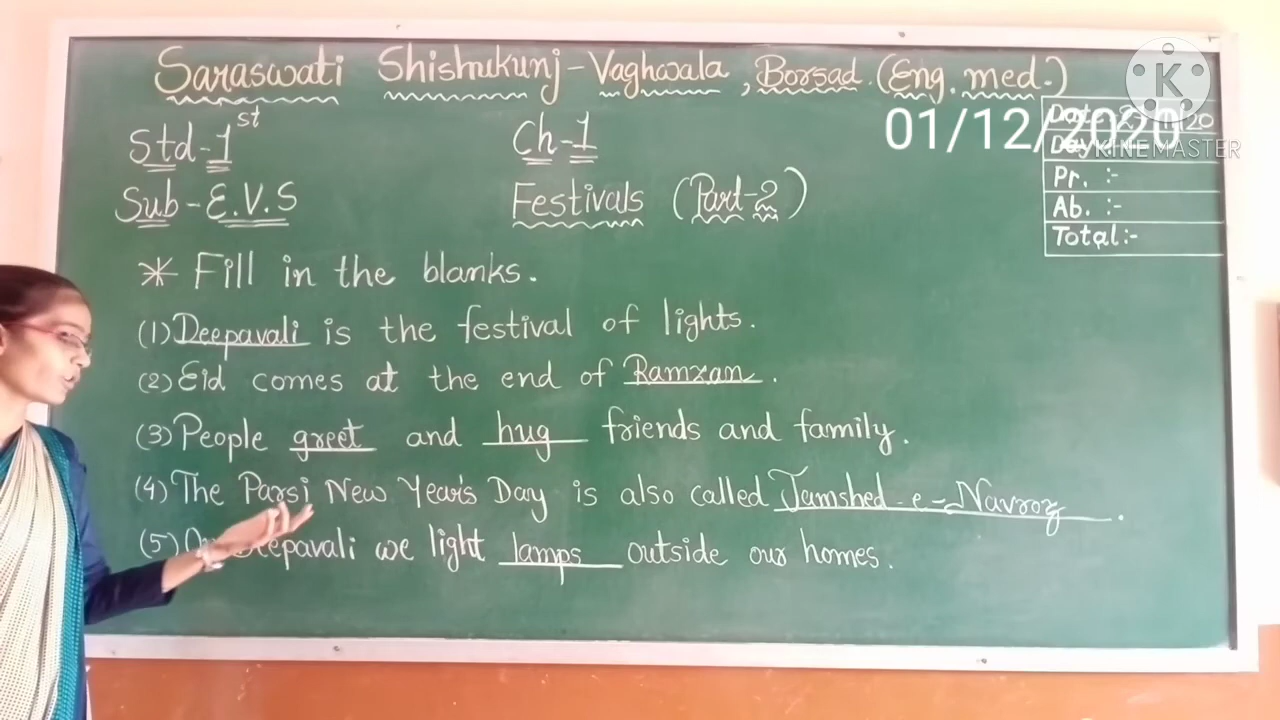 Saraswati Shishukunj - Vaghwala, Borsad. (Eng. med.)
K
01/12/2020
KINEMASTER
Date
Day
Pr. :-
Ab. :-
Total:-
Std - 1st
Ch - 1
Sub - E.V.S
Festivals (Part-2)
* Fill in the blanks.
(1) Deepavali is the festival of lights.
(2) Eid comes at the end of Ramzan.
(3) People greet and hug friends and family.
(4) The Parsi New Year's Day is also called Jamshed-e-Navroz.
(5) Deepavali we light lamps outside our homes.